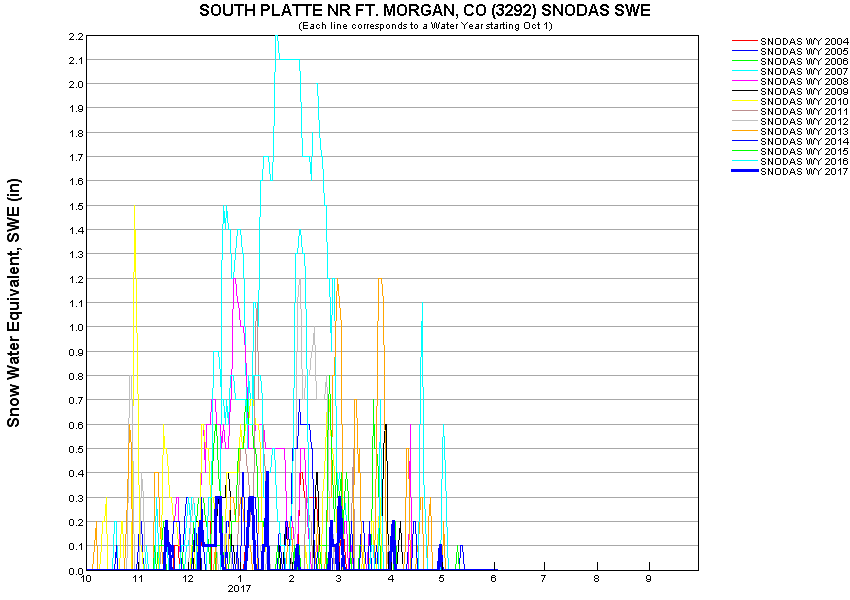 SOUTH PLATTE NR FT. MORGAN, CO (3292) SNODAS SWE
(Each line corresponds to a Water Year starting Oct 1)
Snow Water Equivalent, SWE (in)
2.2
2.1
2.0
1.9
1.8
1.7
1.6
1.5
1.4
1.3
1.2
1.1
1.0
0.9
0.8
0.7
0.6
0.5
0.4
0.3
0.2
0.1
0.0
10 11 12 1 2 3 4 5 6 7 8 9
2017
SNODAS WY 2004
SNODAS WY 2005
SNODAS WY 2006
SNODAS WY 2007
SNODAS WY 2008
SNODAS WY 2009
SNODAS WY 2010
SNODAS WY 2011
SNODAS WY 2012
SNODAS WY 2013
SNODAS WY 2014
SNODAS WY 2015
SNODAS WY 2016
SNODAS WY 2017